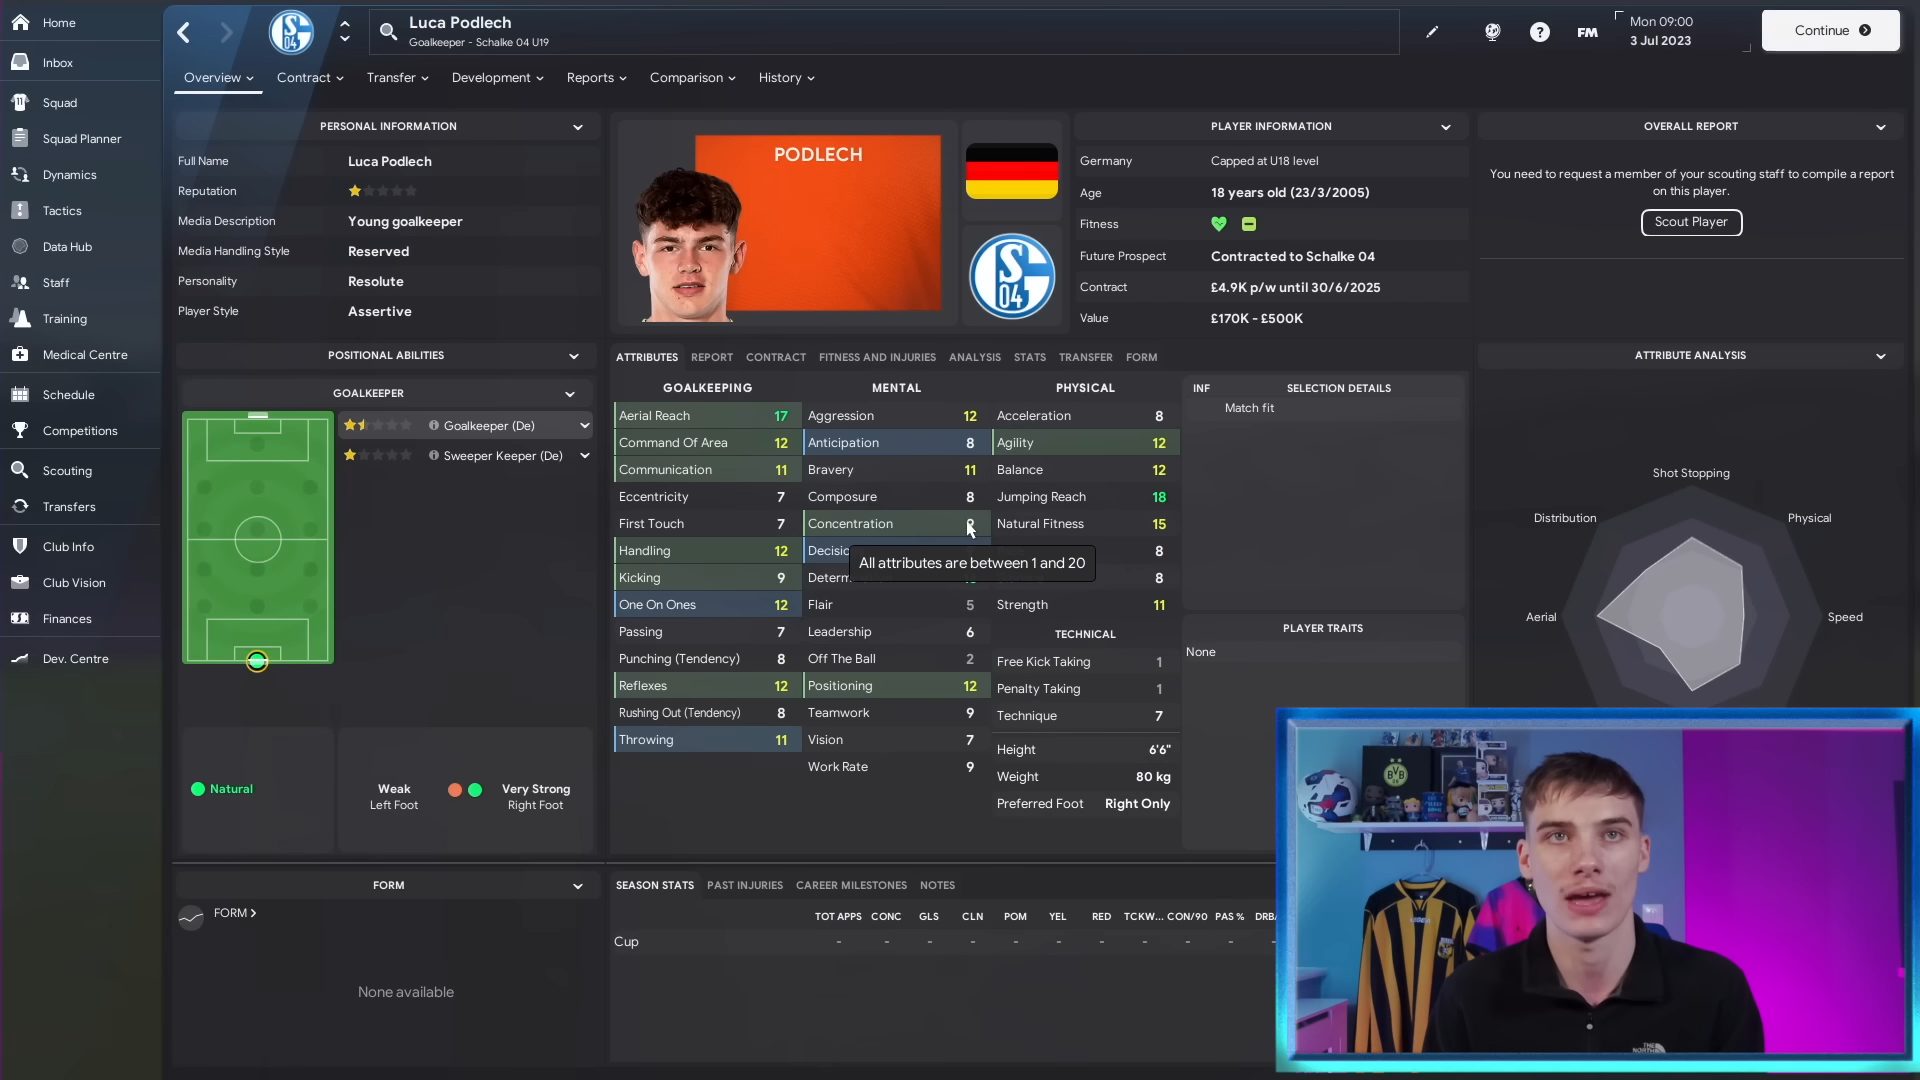 Home
Inbox
Squad
Squad Planner
Dynamics
Tactics
Data Hub
Staff
Training
Medical Centre
Schedule
Competitions
Scouting
Transfers
Club Info
Club Vision
Finances
Dev. Centre
Luca Podlech
Goalkeeper - Schalke 04 U19
FM
Mon 09:00
3 Jul 2023
Continue
Overview Contract Transfer Development Reports Comparison History
PERSONAL INFORMATION
Full Name Luca Podlech
Reputation
Media Description Young goalkeeper
Media Handling Style Reserved
Personality Resolute
Player Style Assertive
PODLECH
S
04
PLAYER INFORMATION
Germany Capped at U18 level
Age 18 years old (23/3/2005)
Fitness
Future Prospect Contracted to Schalke 04
Contract £4.9K p/w until 30/6/2025
Value £170K - £500K
OVERALL REPORT
You need to request a member of your scouting staff to compile a report
on this player.
Scout Player
POSITIONAL ABILITIES
GOALKEEPER
Goalkeeper (De)
Sweeper Keeper (De)
Natural
Weak
Left Foot
Very Strong
Right Foot
ATTRIBUTES REPORT CONTRACT FITNESS AND INJURIES ANALYSIS STATS TRANSFER FORM
GOALKEEPING
Aerial Reach 17
Command Of Area 12
Communication 11
Eccentricity 7
First Touch 7
Handling 12
Kicking 9
One On Ones 12
Passing 7
Punching (Tendency) 8
Reflexes 12
Rushing Out (Tendency) 8
Throwing 11
MENTAL
Aggression 12
Anticipation 8
Bravery 11
Composure 8
Concentration
Decisio
Determ
All attributes are between 1 and 20
Flair 5
Leadership 6
Off The Ball 2
Positioning 12
Teamwork 9
Vision 7
Work Rate 9
PHYSICAL
Acceleration 8
Agility 12
Balance 12
Jumping Reach 18
Natural Fitness 15
8
8
Strength 11
TECHNICAL
Free Kick Taking 1
Penalty Taking 1
Technique 7
Height 6'6"
Weight 80 kg
Preferred Foot Right Only
INF SELECTION DETAILS
Match fit
PLAYER TRAITS
None
ATTRIBUTE ANALYSIS
Shot Stopping
Physical
Speed
Aerial
Distribution
FORM
FORM
None available
SEASON STATS PAST INJURIES CAREER MILESTONES NOTES
TOT APPS CONC GLS CLN POM YEL RED TCKW... CON/90 PAS % DRB
Cup - - - - - - - - - - -
BVB
THE NORTH